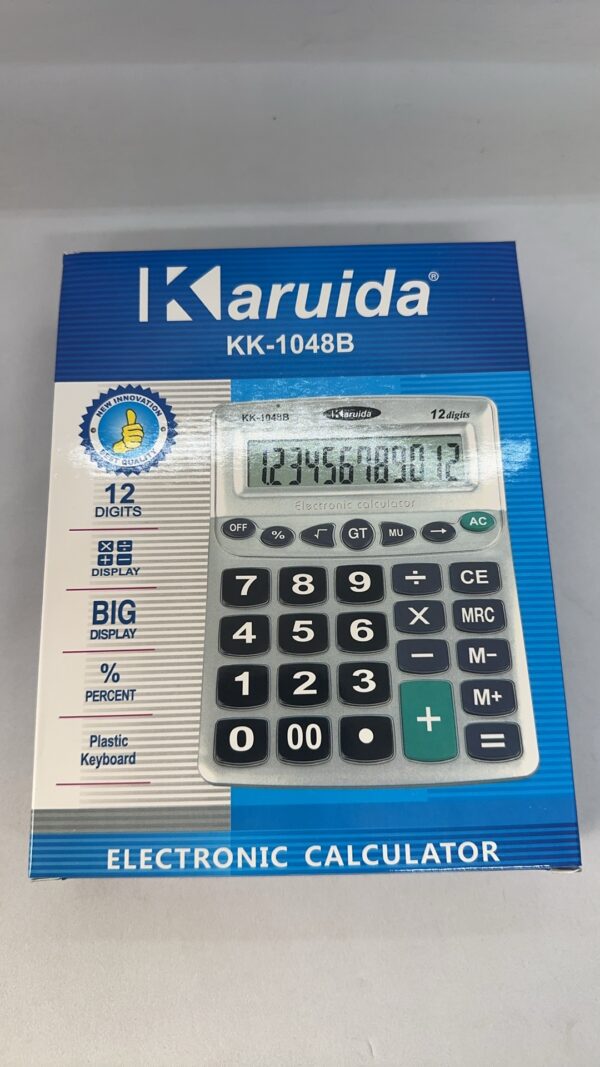 Karuida®
KK-1048B
NEW INNOVATION
BEST QUALITY
12
DIGITS
× ÷
+ −
DISPLAY
BIG
DISPLAY
%
PERCENT
Plastic
Keyboard
KK-1048B Karuida 12 digits
123456789012
Electronic calculator
OFF % √ GT MU → AC
7 8 9 ÷ CE
4 5 6 × MRC
1 2 3 − M−
0 00 • + M+
=
ELECTRONIC CALCULATOR